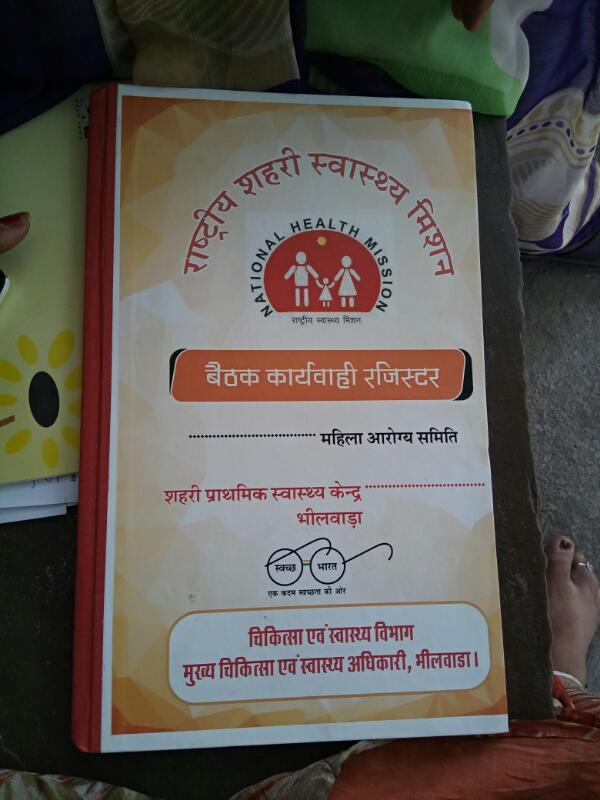 राष्ट्रीय शहरी स्वास्थ्य मिशन
NATIONAL HEALTH MISSION
राष्ट्रीय स्वास्थ्य मिशन
बैठक कार्यवाही रजिस्टर
................................ महिला आरोग्य समिति
शहरी प्राथमिक स्वास्थ्य केन्द्र ................................
भीलवाड़ा
स्वच्छ भारत
एक कदम स्वच्छता की ओर
चिकित्सा एवं स्वास्थ्य विभाग
मुख्य चिकित्सा एवं स्वास्थ्य अधिकारी, भीलवाडा।